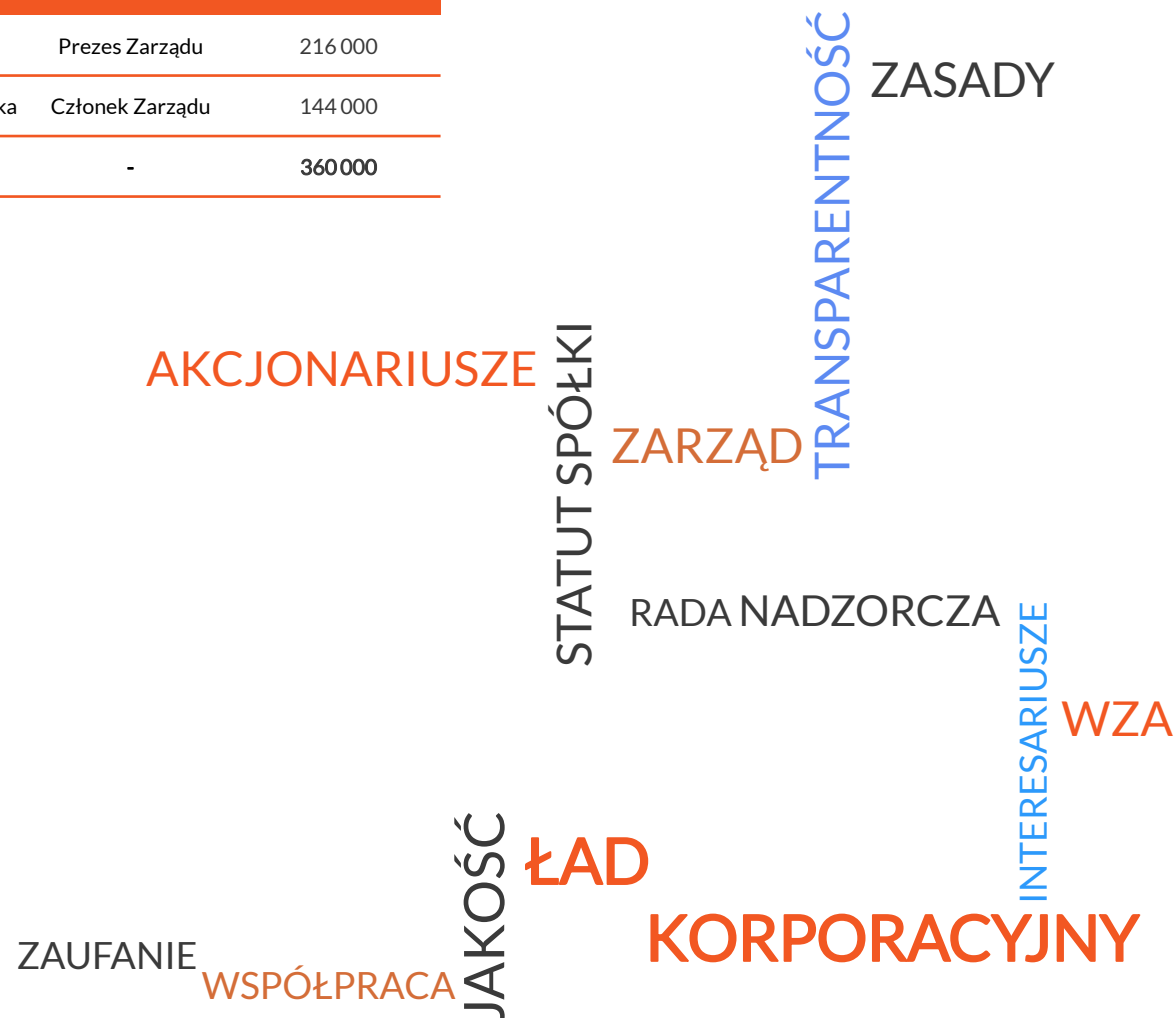 Prezes Zarządu 216 000
ka Członek Zarządu 144 000
- 360 000
TRANSPARENTNOŚĆ
ZASADY
AKCJONARIUSZE
STATUT SPÓŁKI
ZARZĄD
RADA NADZORCZA
INTERESARIUSZE
WZA
JAKOŚĆ
ŁAD
KORPORACYJNY
ZAUFANIE
WSPÓŁPRACA